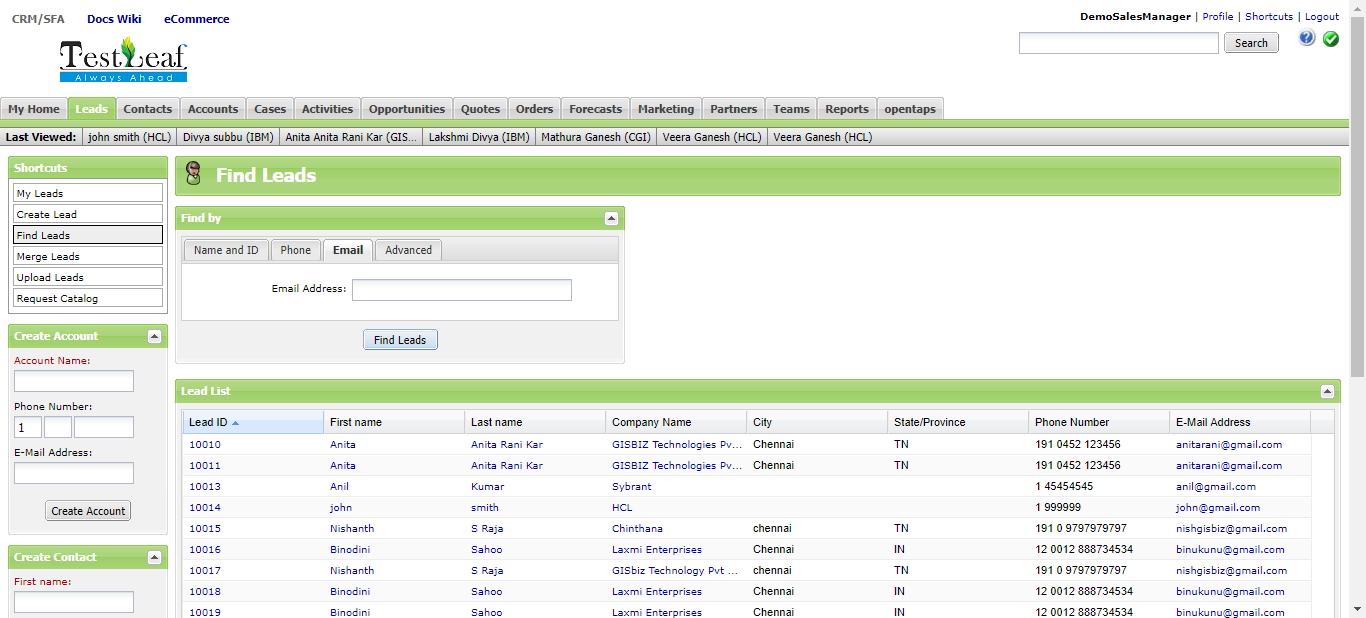 CRM/SFA Docs Wiki eCommerce
DemoSalesManager | Profile | Shortcuts | Logout
TestLeaf
Always Ahead
Search
?
My Home Leads Contacts Accounts Cases Activities Opportunities Quotes Orders Forecasts Marketing Partners Teams Reports opentaps
Last Viewed: john smith (HCL) Divya subbu (IBM) Anita Anita Rani Kar (GIS... Lakshmi Divya (IBM) Mathura Ganesh (CGI) Veera Ganesh (HCL) Veera Ganesh (HCL)
Shortcuts
My Leads
Create Lead
Find Leads
Merge Leads
Upload Leads
Request Catalog
Create Account
Account Name:
Phone Number:
1
E-Mail Address:
Create Account
Create Contact
First name:
Find Leads
Find by
Name and ID Phone Email Advanced
Email Address:
Find Leads
Lead List
Lead ID First name Last name Company Name City State/Province Phone Number E-Mail Address
10010 Anita Anita Rani Kar GISBIZ Technologies Pv... Chennai TN 191 0452 123456 anitarani@gmail.com
10011 Anita Anita Rani Kar GISBIZ Technologies Pv... Chennai TN 191 0452 123456 anitarani@gmail.com
10013 Anil Kumar Sybrant 1 45454545 anil@gmail.com
10014 john smith HCL 1 999999 john@gmail.com
10015 Nishanth S Raja Chinthana chennai TN 191 0 9797979797 nishgisbiz@gmail.com
10016 Binodini Sahoo Laxmi Enterprises Chennai IN 12 0012 888734534 binukunu@gmail.com
10017 Nishanth S Raja GISbiz Technology Pvt ... chennai TN 191 0 9797979797 nishgisbiz@gmail.com
10018 Binodini Sahoo Laxmi Enterprises Chennai IN 12 0012 888734534 binukunu@gmail.com
10019 Binodini Sahoo Laxmi Enterprises Chennai IN 12 0012 888734534 binukunu@gmail.com